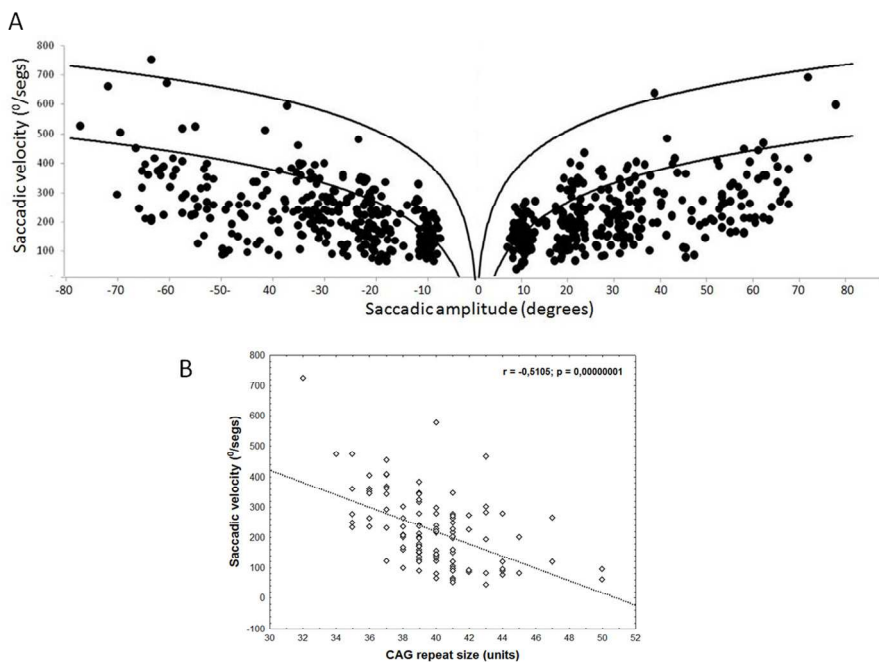 A
Saccadic velocity (⁰/segs)
800
700
600
500
400
300
200
100
-80 -70 -60 -50 -40 -30 -20 -10 0 10 20 30 40 50 60 70 80
Saccadic amplitude (degrees)
B
r = -0,5105; p = 0,00000001
Saccadic velocity (⁰/segs)
800
700
600
500
400
300
200
100
0
-100
30 32 34 36 38 40 42 44 46 48 50 52
CAG repeat size (units)